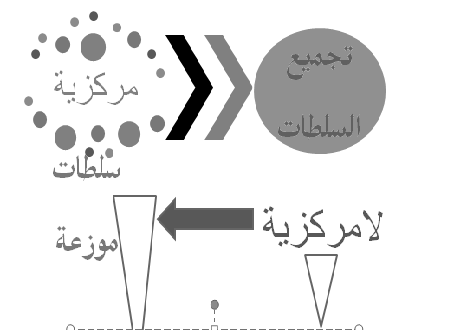 تجميع
السلطات
مركزية
سلطات
لامركزية
موزعة